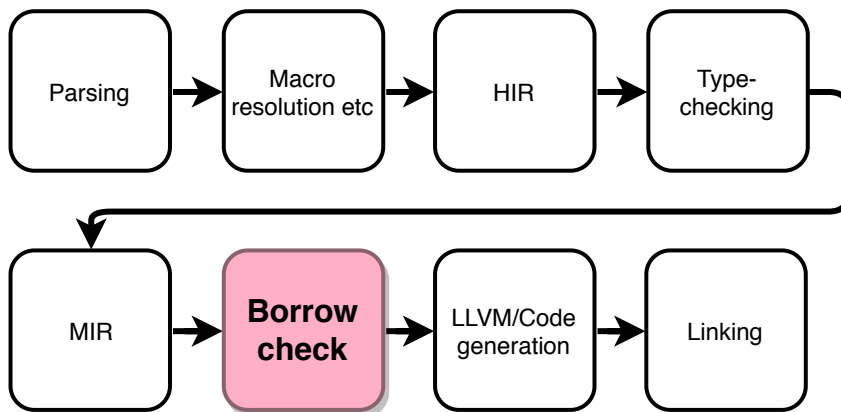 Parsing
Macro
resolution etc
HIR
Type-
checking
MIR
Borrow
check
LLVM/Code
generation
Linking